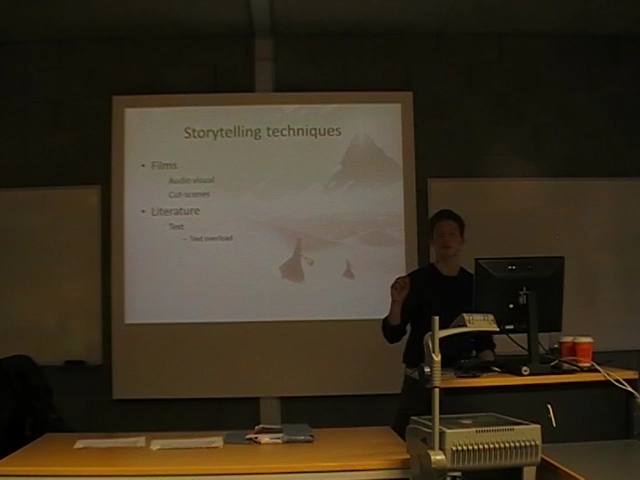 Storytelling techniques
• Films
Audio-visual
Cut-scenes
• Literature
Text
– Text overload